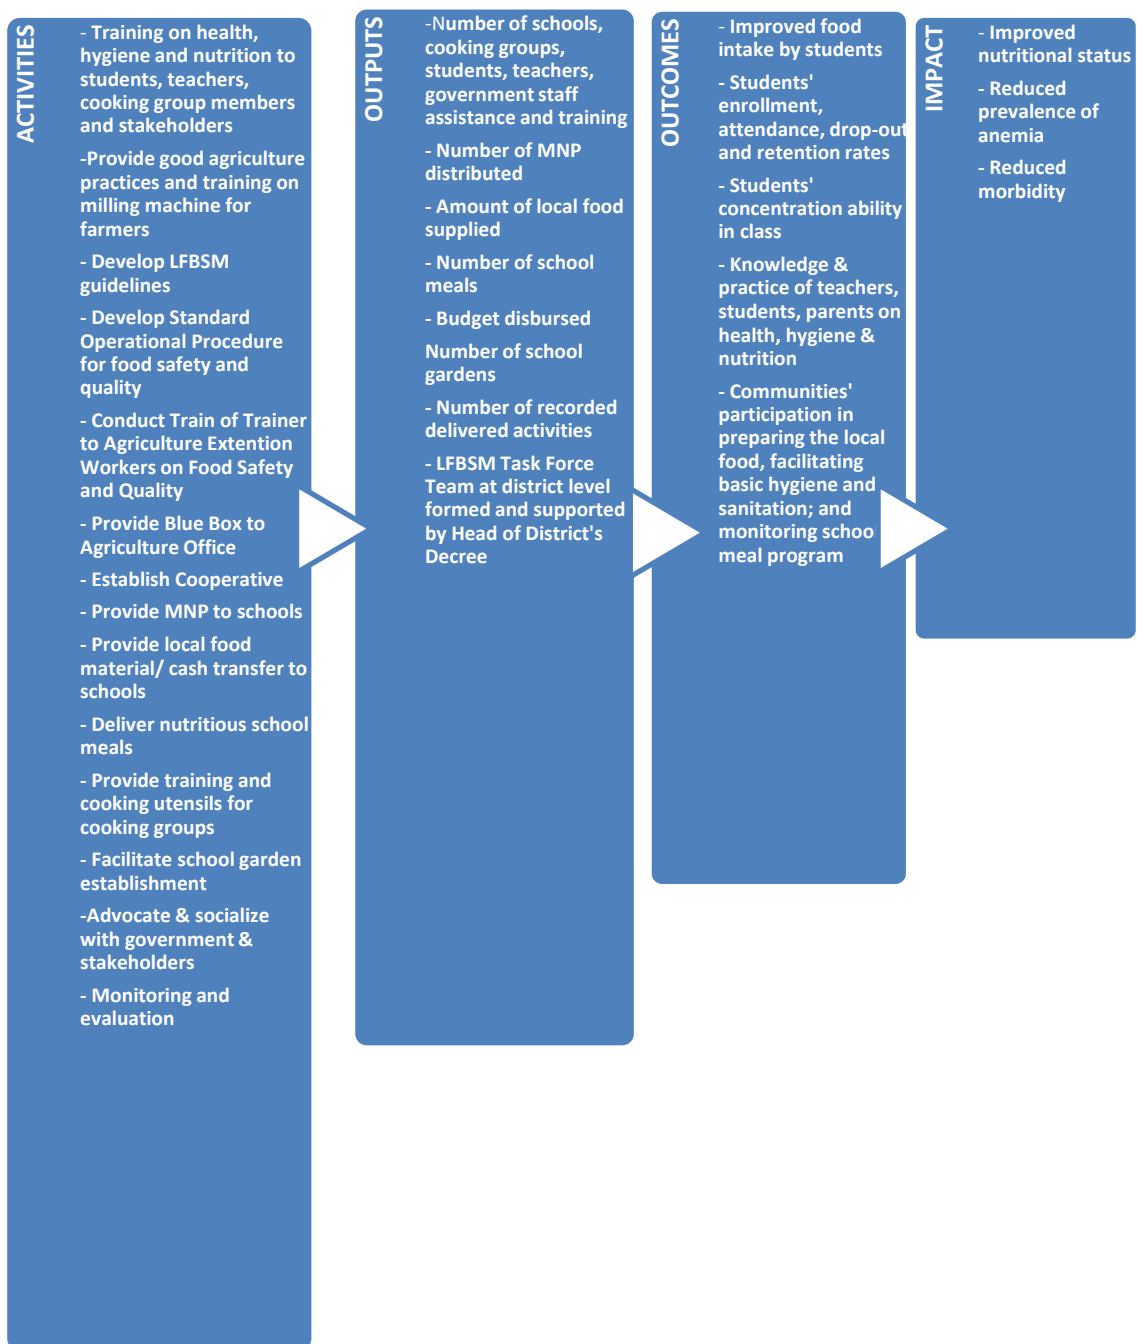 ACTIVITIES
- Training on health,
hygiene and nutrition to
students, teachers,
cooking group members
and stakeholders
-Provide good agriculture
practices and training on
milling machine for
farmers
- Develop LFBSM
guidelines
- Develop Standard
Operational Procedure
for food safety and
quality
- Conduct Train of Trainer
to Agriculture Extention
Workers on Food Safety
and Quality
- Provide Blue Box to
Agriculture Office
- Establish Cooperative
- Provide MNP to schools
- Provide local food
material/ cash transfer to
schools
- Deliver nutritious school
meals
- Provide training and
cooking utensils for
cooking groups
- Facilitate school garden
establishment
-Advocate & socialize
with government &
stakeholders
- Monitoring and
evaluation
OUTPUTS
-Number of schools,
cooking groups,
students, teachers,
government staff
assistance and training
- Number of MNP
distributed
- Amount of local food
supplied
- Number of school
meals
- Budget disbursed
Number of school
gardens
- Number of recorded
delivered activities
- LFBSM Task Force
Team at district level
formed and supported
by Head of District's
Decree
OUTCOMES
- Improved food
intake by students
- Students'
enrollment,
attendance, drop-out
and retention rates
- Students'
concentration ability
in class
- Knowledge &
practice of teachers,
students, parents on
health, hygiene &
nutrition
- Communities'
participation in
preparing the local
food, facilitating
basic hygiene and
sanitation; and
monitoring schoo
meal program
IMPACT
- Improved
nutritional status
- Reduced
prevalence of
anemia
- Reduced
morbidity